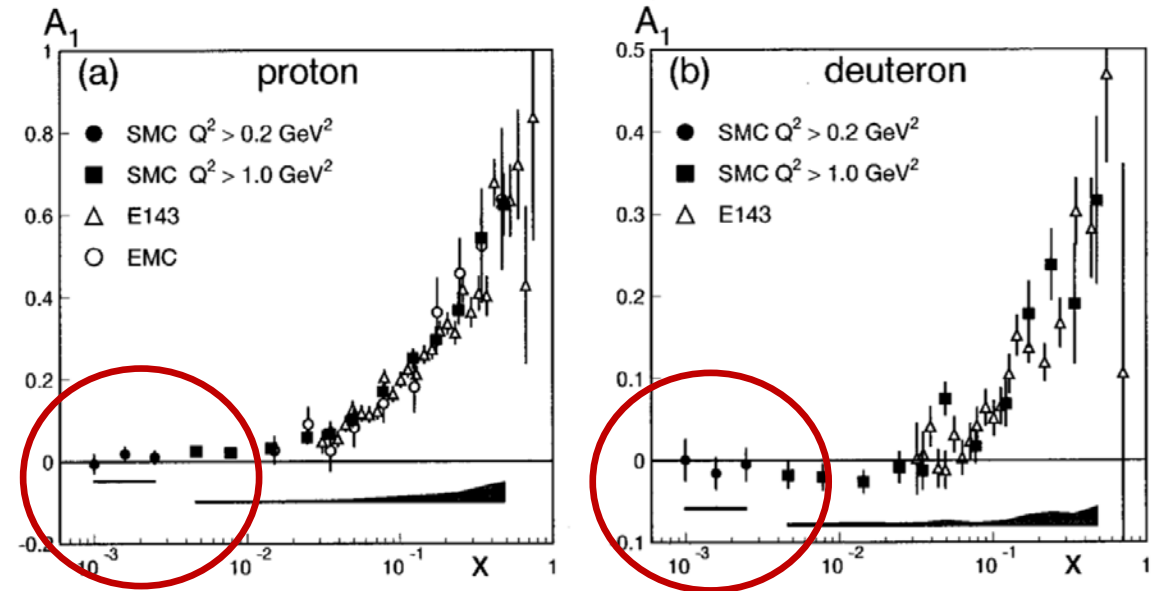 A₁
1
(a) proton
● SMC Q² > 0.2 GeV²
■ SMC Q² > 1.0 GeV²
△ E143
○ EMC
0.8
0.6
0.4
0.2
0
-0.2
10⁻³
10⁻²
10⁻¹
X
1
A₁
0.5
(b) deuteron
● SMC Q² > 0.2 GeV²
■ SMC Q² > 1.0 GeV²
△ E143
0.4
0.3
0.2
0.1
0
0.1
10⁻³
10⁻²
10⁻¹
X
1